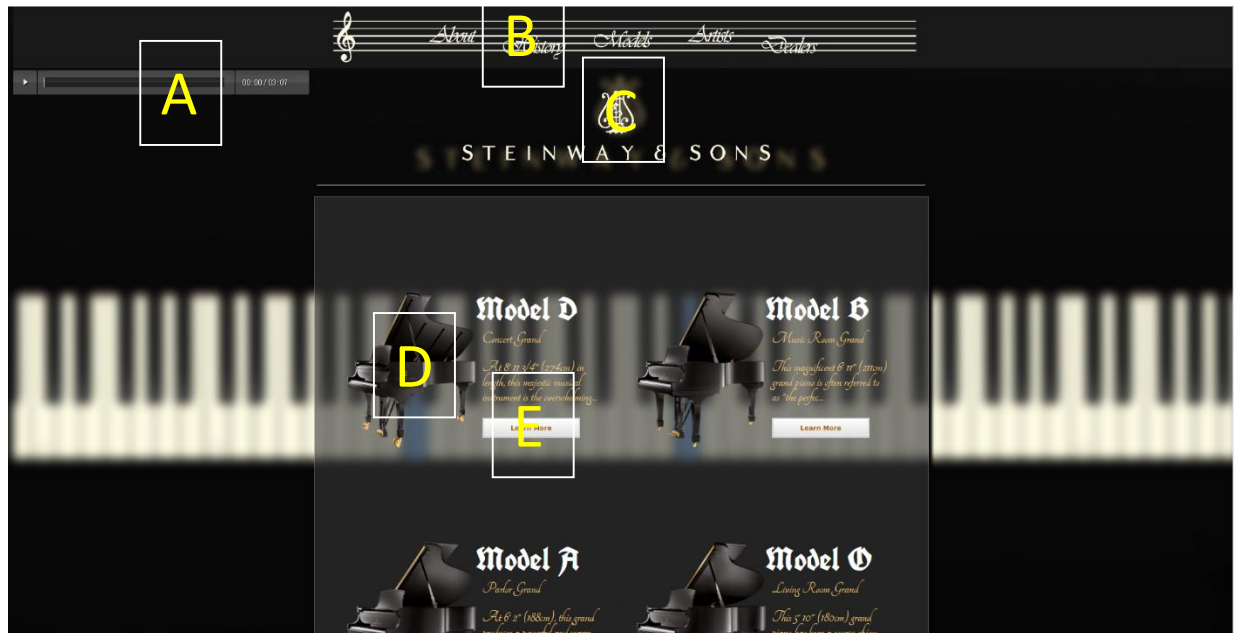 About History Models Artists Dealers
00:00 / 03:07
A
B
C
STEINWAY & SONS
Model D
Concert Grand
At 8' 11 3/4" (274cm) in
length, this majestic musical
instrument is the overwhelming...
Learn More
D
E
Model B
Music Room Grand
This magnificent 6' 11" (211cm)
grand piano is often referred to
as "the perfec...
Learn More
Model A
Parlor Grand
At 6' 2" (188cm), this grand
Model O
Living Room Grand
This 5' 10" (180cm) grand